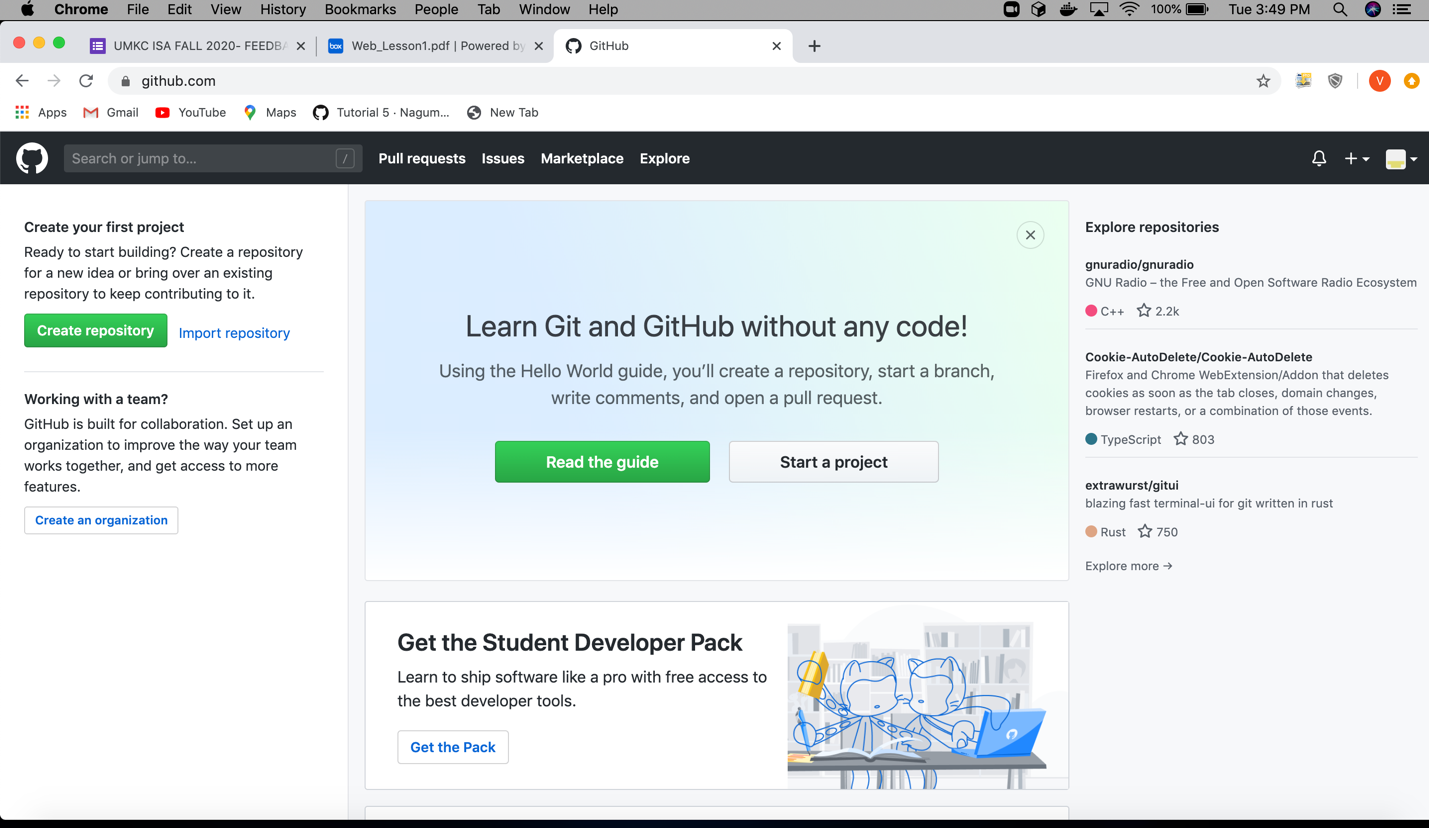 Chrome File Edit View History Bookmarks People Tab Window Help 100% Tue 3:49 PM
UMKC ISA FALL 2020- FEEDBA Web_Lesson1.pdf | Powered by box GitHub
github.com V
Apps Gmail YouTube Maps Tutorial 5 · Nagum... New Tab
Search or jump to... / Pull requests Issues Marketplace Explore
Create your first project
Ready to start building? Create a repository
for a new idea or bring over an existing
repository to keep contributing to it.
Create repository Import repository
Working with a team?
GitHub is built for collaboration. Set up an
organization to improve the way your team
works together, and get access to more
features.
Create an organization
Learn Git and GitHub without any code!
Using the Hello World guide, you’ll create a repository, start a branch,
write comments, and open a pull request.
Read the guide Start a project
Get the Student Developer Pack
Learn to ship software like a pro with free access to
the best developer tools.
Get the Pack
Explore repositories
gnuradio/gnuradio
GNU Radio – the Free and Open Software Radio Ecosystem
C++ 2.2k
Cookie-AutoDelete/Cookie-AutoDelete
Firefox and Chrome WebExtension/Addon that deletes
cookies as soon as the tab closes, domain changes,
browser restarts, or a combination of those events.
TypeScript 803
extrawurst/gitui
blazing fast terminal-ui for git written in rust
Rust 750
Explore more →